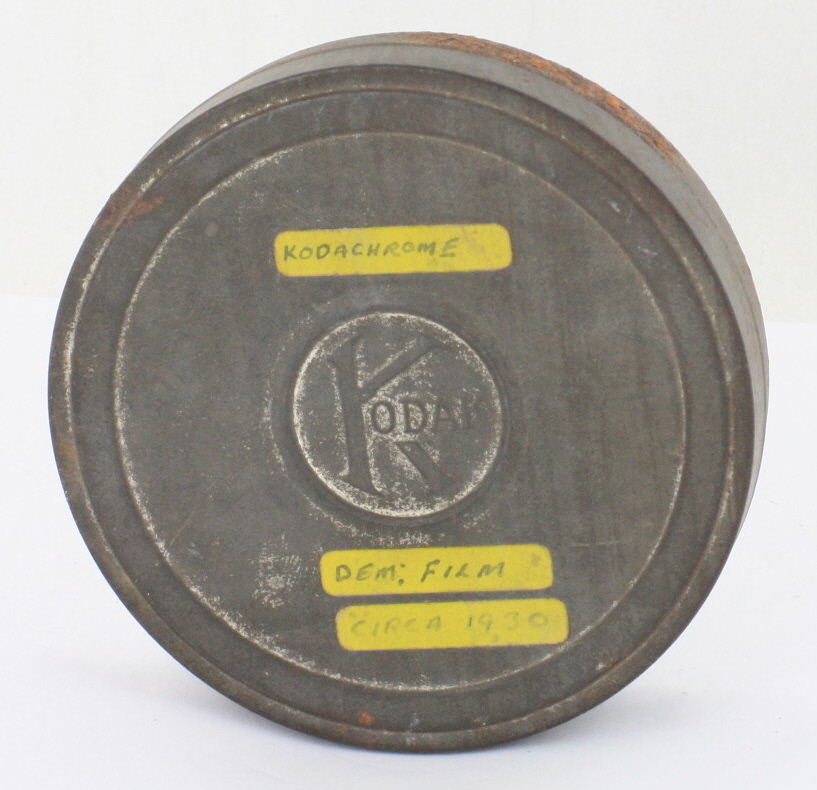 KODACHROME
KODAK
DEM; FILM
CIRCA 1930